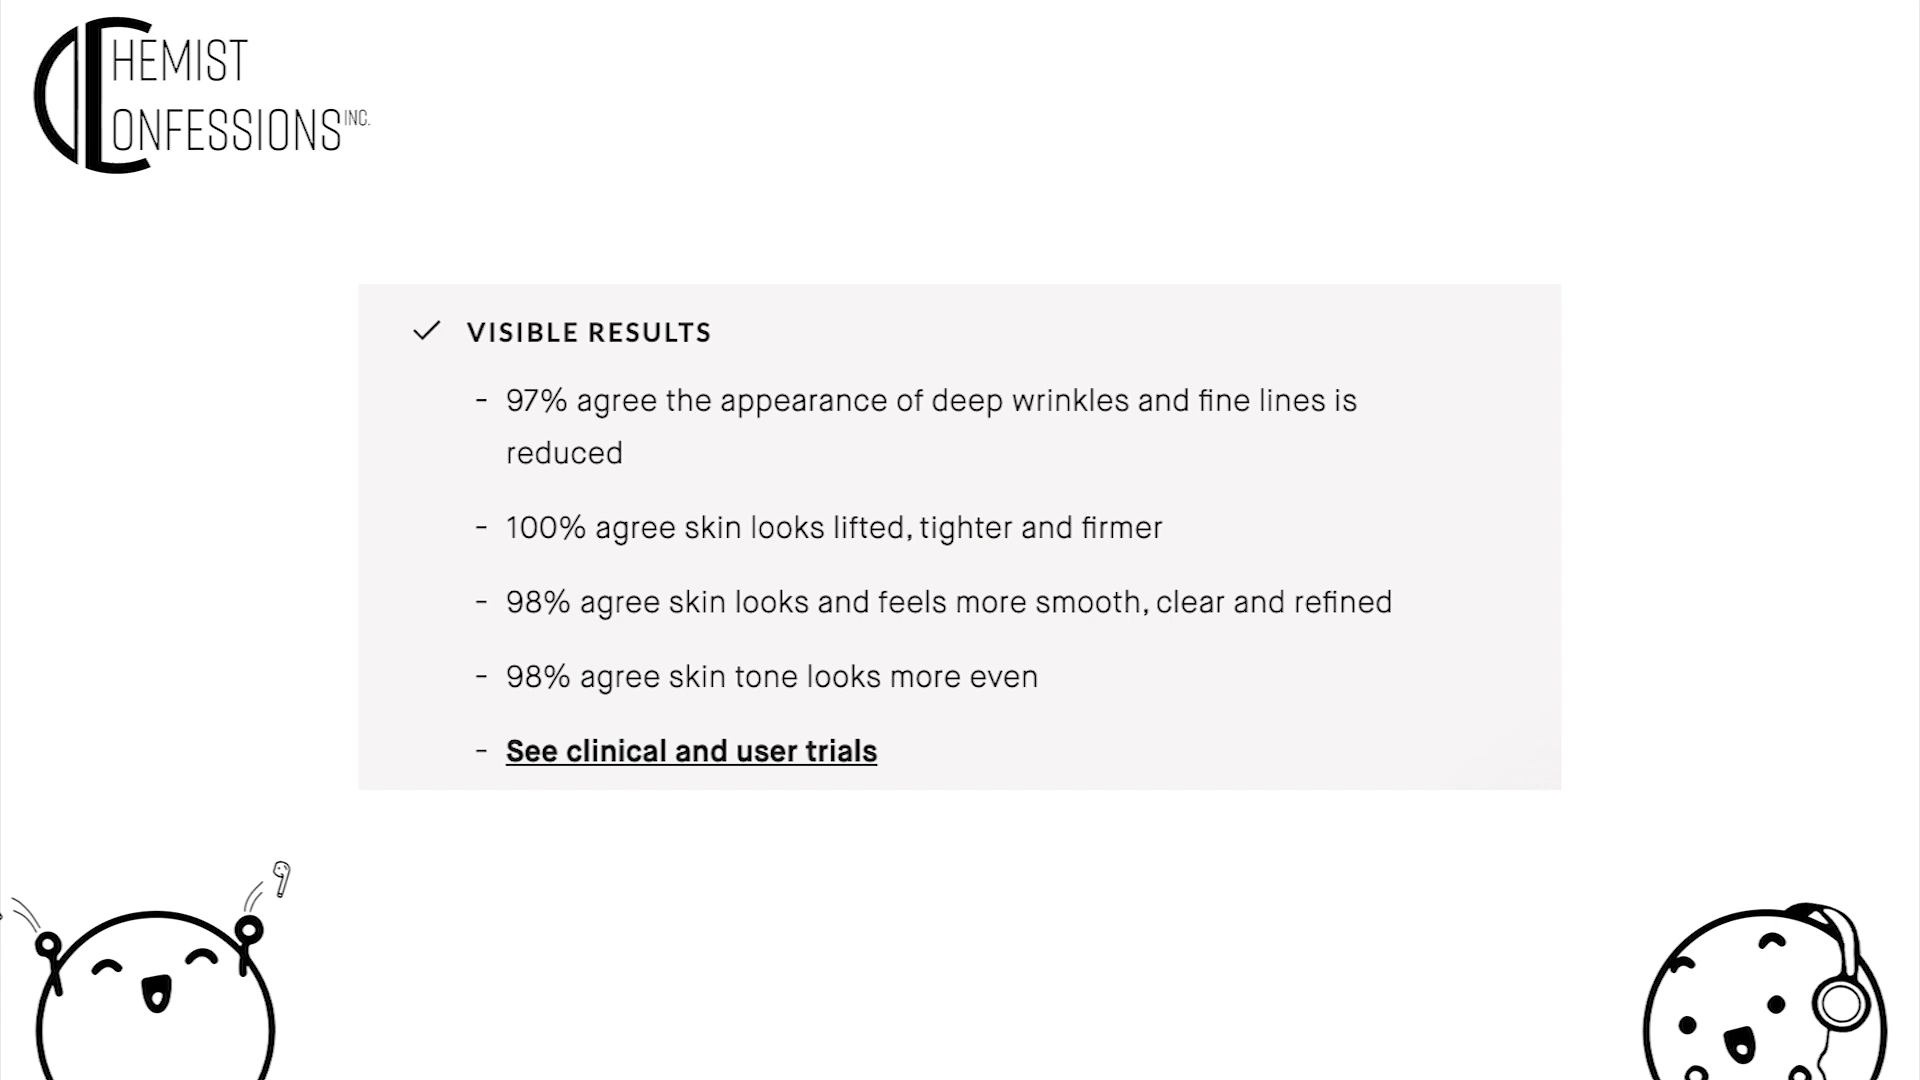 CHEMIST
CONFESSIONS INC.
VISIBLE RESULTS
- 97% agree the appearance of deep wrinkles and fine lines is
reduced
- 100% agree skin looks lifted, tighter and firmer
- 98% agree skin looks and feels more smooth, clear and refined
- 98% agree skin tone looks more even
- See clinical and user trials